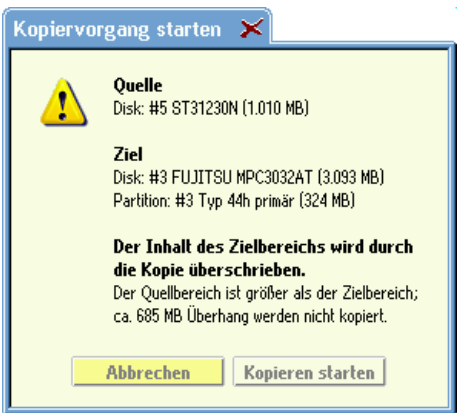 Kopiervorgang starten
Quelle
Disk: #5 ST31230N (1.010 MB)
Ziel
Disk: #3 FUJITSU MPC3032AT (3.093 MB)
Partition: #3 Typ 44h primär (324 MB)
Der Inhalt des Zielbereichs wird durch
die Kopie überschrieben.
Der Quellbereich ist größer als der Zielbereich;
ca. 685 MB Überhang werden nicht kopiert.
Abbrechen
Kopieren starten